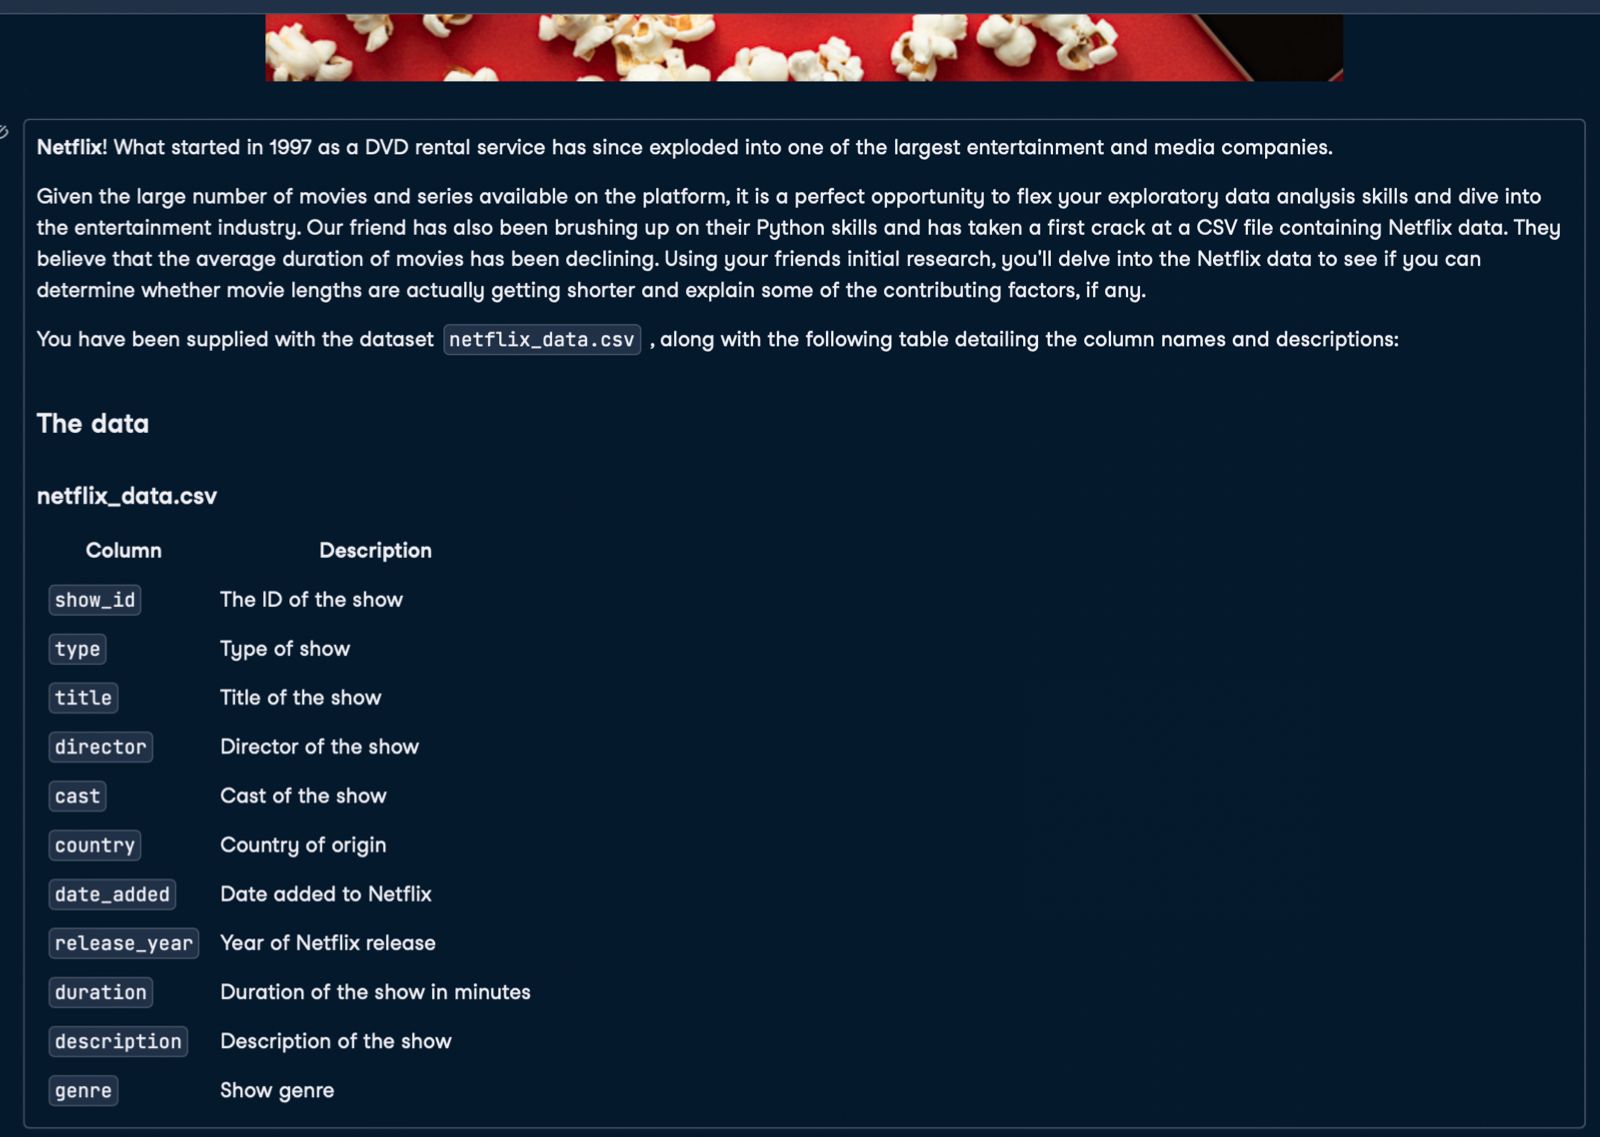 Netflix! What started in 1997 as a DVD rental service has since exploded into one of the largest entertainment and media companies.
Given the large number of movies and series available on the platform, it is a perfect opportunity to flex your exploratory data analysis skills and dive into
the entertainment industry. Our friend has also been brushing up on their Python skills and has taken a first crack at a CSV file containing Netflix data. They
believe that the average duration of movies has been declining. Using your friends initial research, you'll delve into the Netflix data to see if you can
determine whether movie lengths are actually getting shorter and explain some of the contributing factors, if any.
You have been supplied with the dataset netflix_data.csv , along with the following table detailing the column names and descriptions:
The data
netflix_data.csv
Column Description
show_id The ID of the show
type Type of show
title Title of the show
director Director of the show
cast Cast of the show
country Country of origin
date_added Date added to Netflix
release_year Year of Netflix release
duration Duration of the show in minutes
description Description of the show
genre Show genre